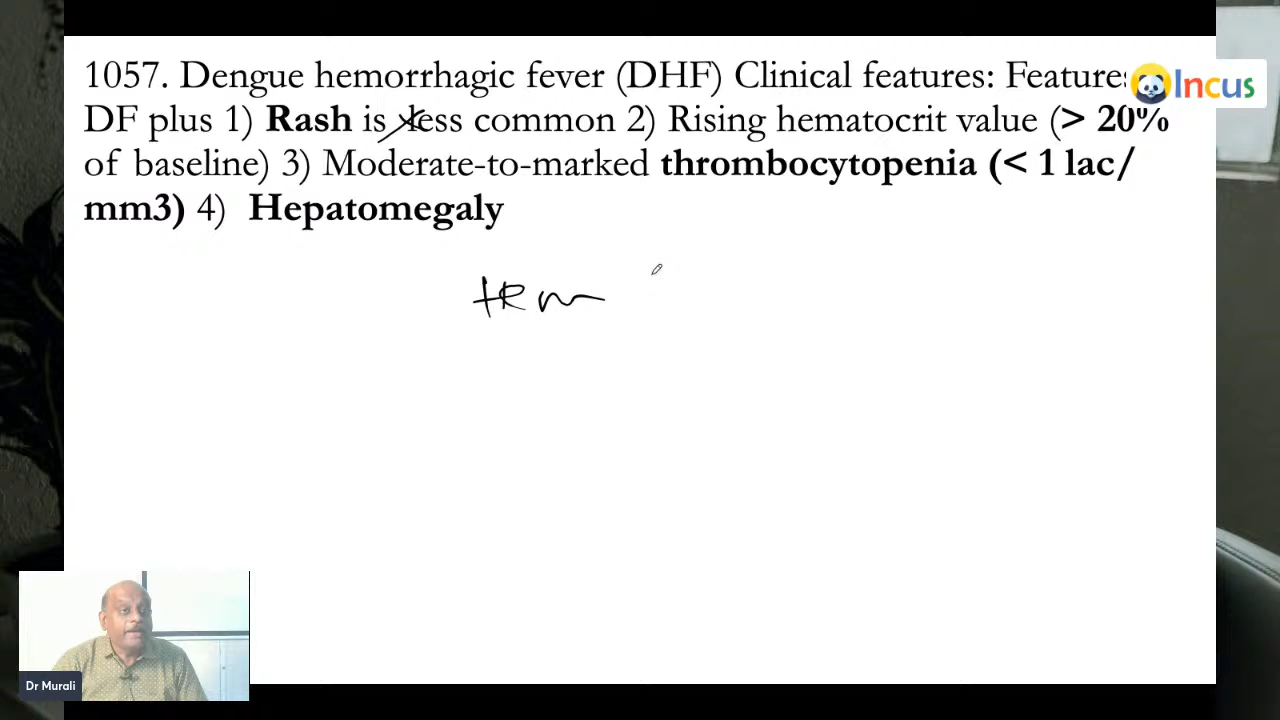 1057. Dengue hemorrhagic fever (DHF) Clinical features: Features
Incus
DF plus 1) Rash is less common 2) Rising hematocrit value (> 20%
of baseline) 3) Moderate-to-marked thrombocytopenia (< 1 lac/
mm3) 4) Hepatomegaly
Dr Murali